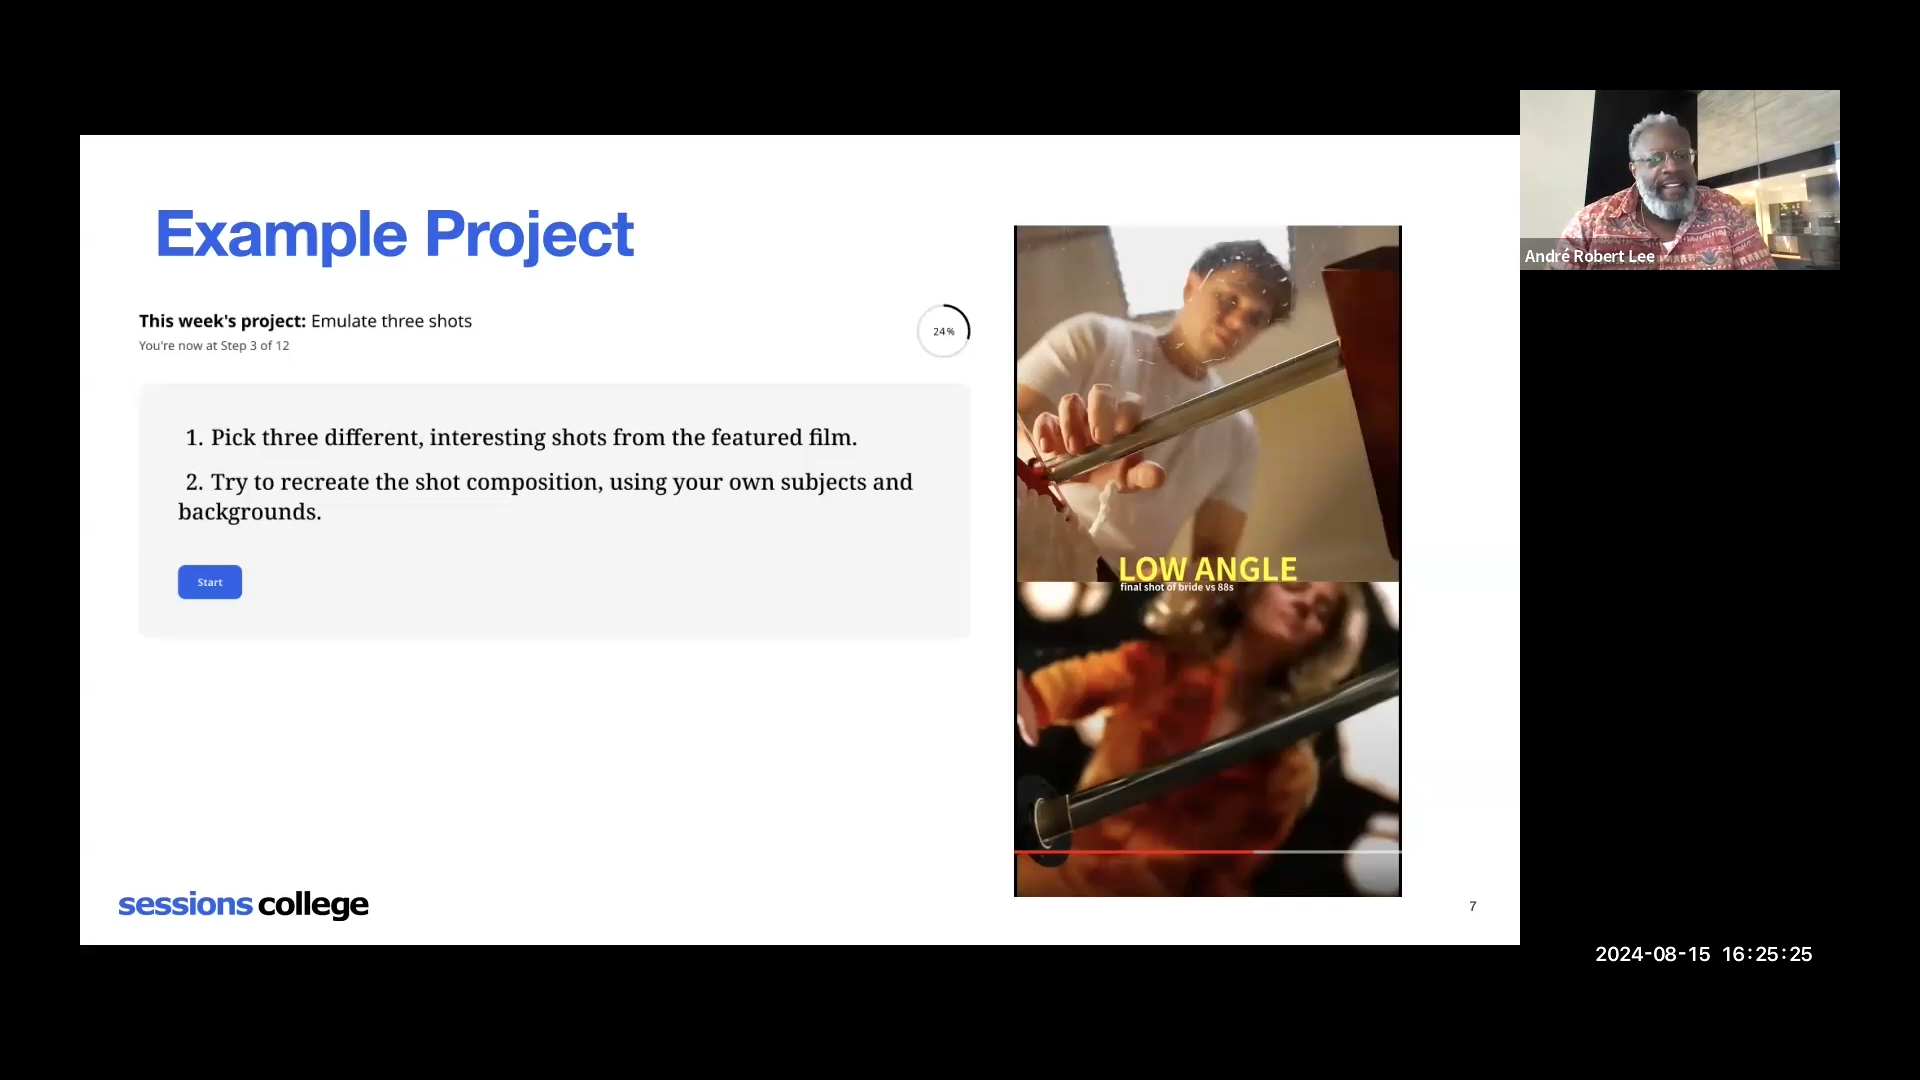 Example Project
This week's project: Emulate three shots
You're now at Step 3 of 12
24%
1. Pick three different, interesting shots from the featured film.
2. Try to recreate the shot composition, using your own subjects and
backgrounds.
Start
LOW ANGLE
final shot of bride vs 88s
sessions college
7
André Robert Lee
2024-08-15 16:25:25